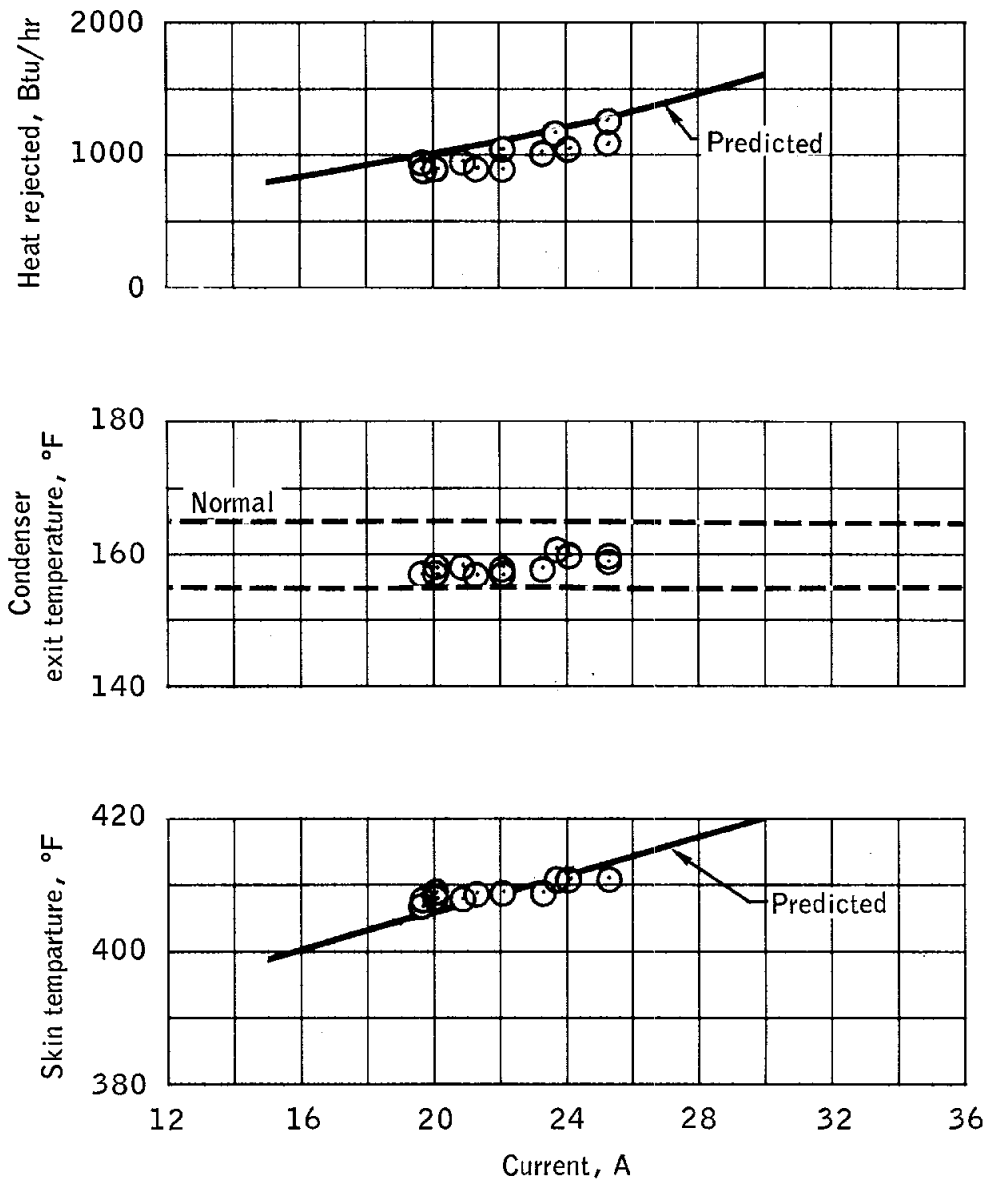 Heat rejected, Btu/hr
2000
1000
0
Predicted
Condenser
exit temperature, °F
180
160
140
Normal
Skin temparture, °F
420
400
380
Predicted
12 16 20 24 28 32 36
Current, A